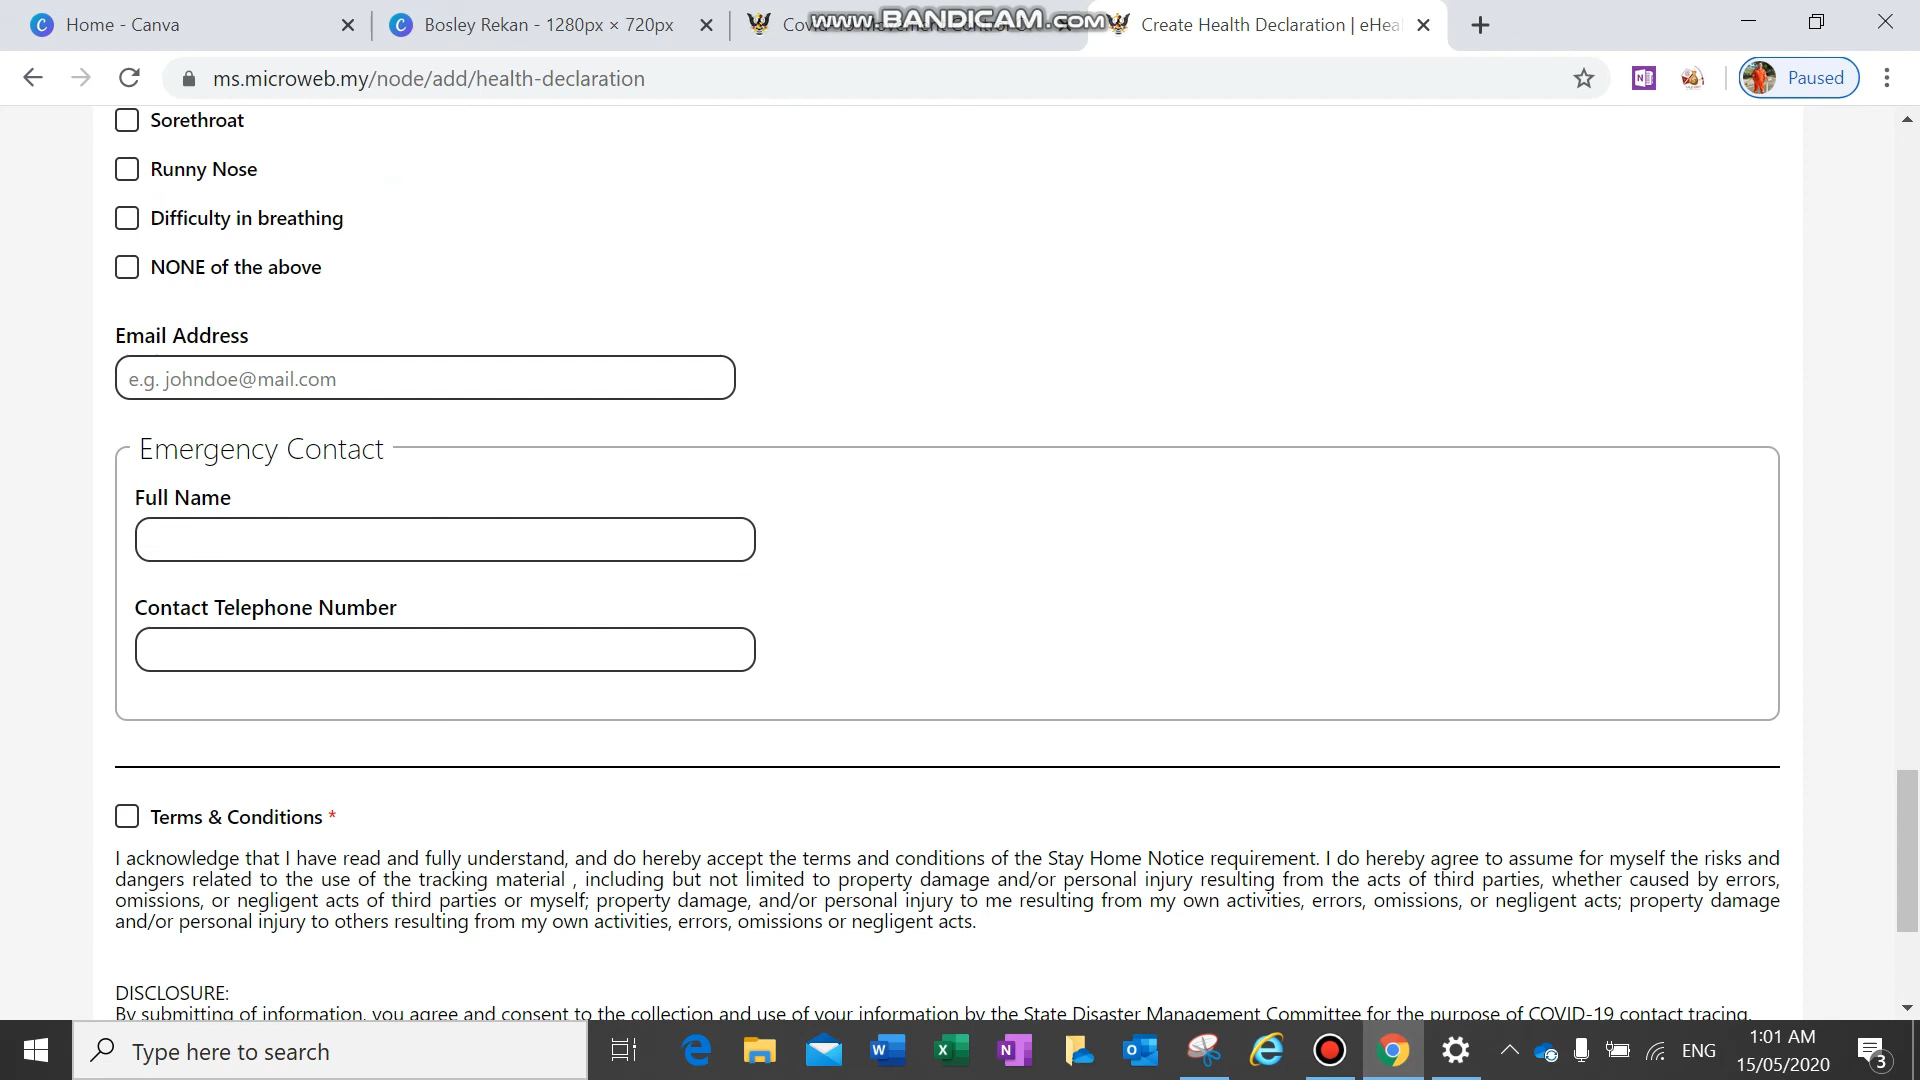 Home - Canva
Bosley Rekan - 1280px × 720px
www.BANDICAM.com
Create Health Declaration | eHeal
ms.microweb.my/node/add/health-declaration
Paused
Sorethroat
Runny Nose
Difficulty in breathing
NONE of the above
Email Address
e.g. johndoe@mail.com
Emergency Contact
Full Name
Contact Telephone Number
Terms & Conditions *
I acknowledge that I have read and fully understand, and do hereby accept the terms and conditions of the Stay Home Notice requirement. I do hereby agree to assume for myself the risks and
dangers related to the use of the tracking material , including but not limited to property damage and/or personal injury resulting from the acts of third parties, whether caused by errors,
omissions, or negligent acts of third parties or myself; property damage, and/or personal injury to me resulting from my own activities, errors, omissions, or negligent acts; property damage
and/or personal injury to others resulting from my own activities, errors, omissions or negligent acts.
DISCLOSURE:
By submitting of information, you agree and consent to the collection and use of your information by the State Disaster Management Committee for the purpose of COVID-19 contact tracing.
Type here to search
ENG
1:01 AM
15/05/2020
3